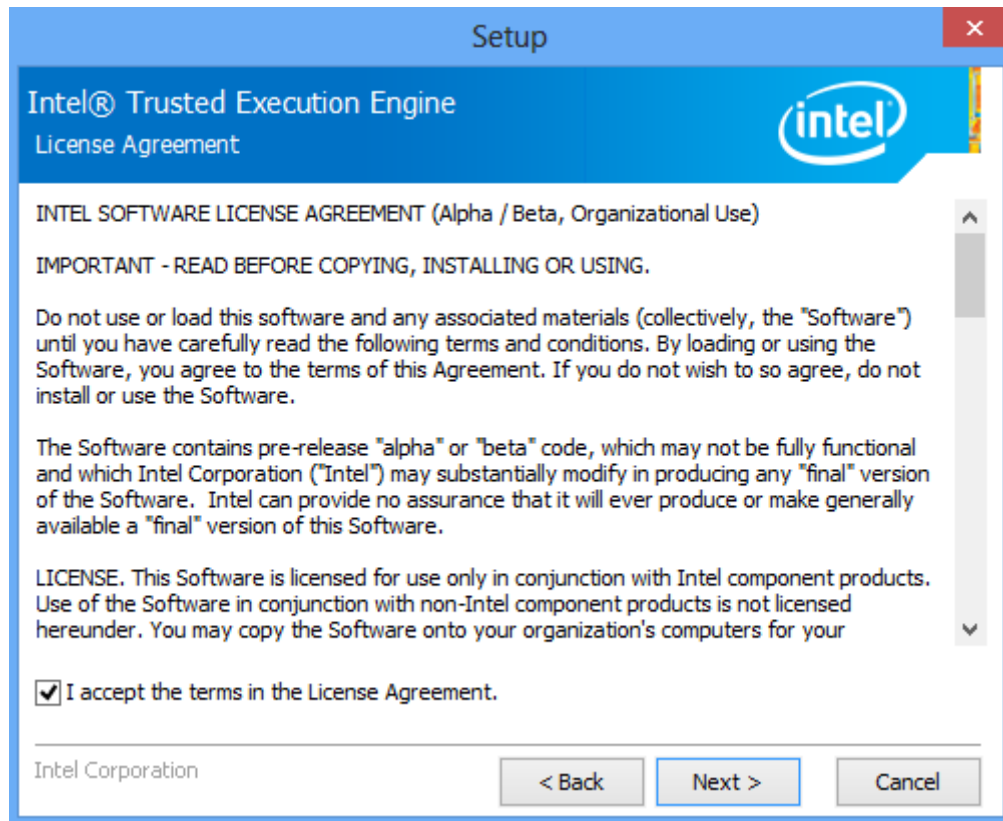 Setup
Intel® Trusted Execution Engine
License Agreement
intel
INTEL SOFTWARE LICENSE AGREEMENT (Alpha / Beta, Organizational Use)
IMPORTANT - READ BEFORE COPYING, INSTALLING OR USING.
Do not use or load this software and any associated materials (collectively, the "Software")
until you have carefully read the following terms and conditions. By loading or using the
Software, you agree to the terms of this Agreement. If you do not wish to so agree, do not
install or use the Software.
The Software contains pre-release "alpha" or "beta" code, which may not be fully functional
and which Intel Corporation ("Intel") may substantially modify in producing any "final" version
of the Software.  Intel can provide no assurance that it will ever produce or make generally
available a "final" version of this Software.
LICENSE. This Software is licensed for use only in conjunction with Intel component products.
Use of the Software in conjunction with non-Intel component products is not licensed
hereunder. You may copy the Software onto your organization's computers for your
I accept the terms in the License Agreement.
Intel Corporation
< Back
Next >
Cancel